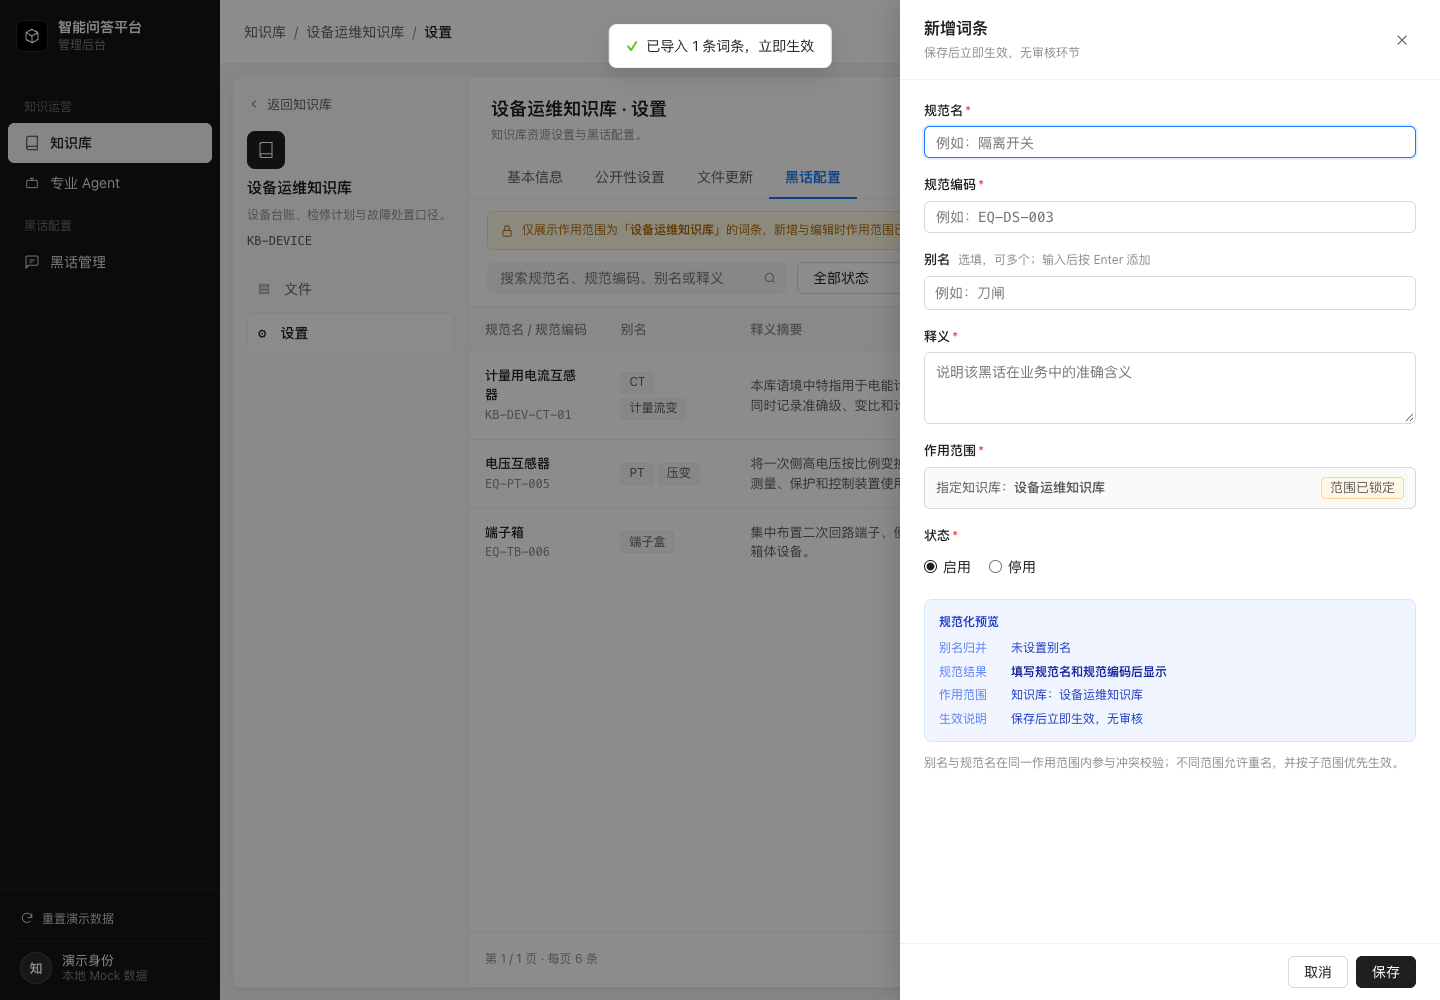 智能问答平台
管理后台
知识运营
知识库
专业 Agent
黑话配置
黑话管理
重置演示数据
知
演示身份
本地 Mock 数据
知识库 / 设备运维知识库 / 设置
已导入 1 条词条，立即生效
返回知识库
设备运维知识库
设备台账、检修计划与故障处置口径。
KB-DEVICE
文件
设置
设备运维知识库 · 设置
知识库资源设置与黑话配置。
基本信息 公开性设置 文件更新 黑话配置
仅展示作用范围为「设备运维知识库」的词条，新增与编辑时作用范围
搜索规范名、规范编码、别名或释义 全部状态
规范名 / 规范编码 别名 释义摘要
计量用电流互感
器
KB-DEV-CT-01
CT
计量流变
本库语境中特指用于电能
同时记录准确级、变比和
电压互感器
EQ-PT-005
PT 压变
将一次侧高电压按比例变
测量、保护和控制装置使
端子箱
EQ-TB-006
端子盒
集中布置二次回路端子、
箱体设备。
第 1 / 1 页 · 每页 6 条
新增词条
保存后立即生效，无审核环节
规范名 *
例如：隔离开关
规范编码 *
例如：EQ-DS-003
别名 选填，可多个；输入后按 Enter 添加
例如：刀闸
释义 *
说明该黑话在业务中的准确含义
作用范围 *
指定知识库：设备运维知识库 范围已锁定
状态 *
启用 停用
规范化预览
别名归并 未设置别名
规范结果 填写规范名和规范编码后显示
作用范围 知识库：设备运维知识库
生效说明 保存后立即生效，无审核
别名与规范名在同一作用范围内参与冲突校验；不同范围允许重名，并按子范围优先生效。
取消 保存